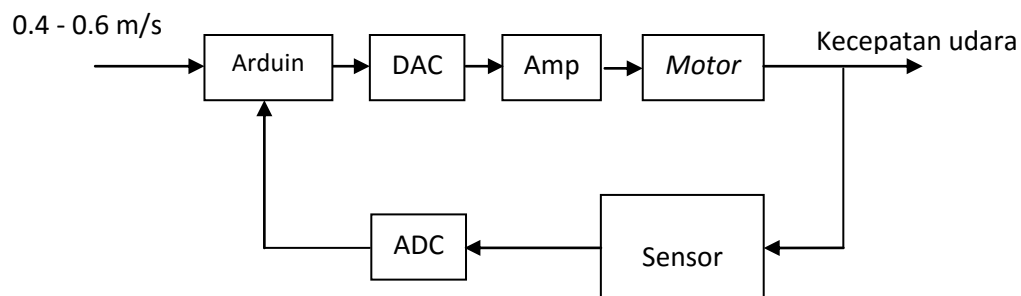 0.4 - 0.6 m/s
Kecepatan udara
Arduin
DAC
Amp
Motor
ADC
Sensor